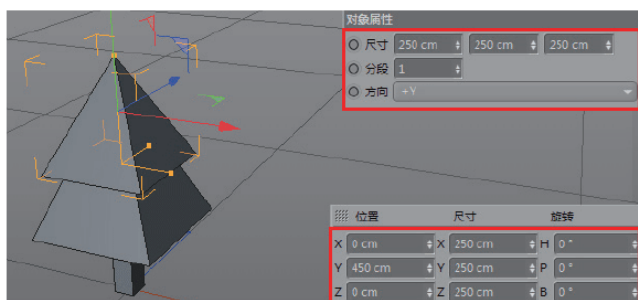 对象属性
尺寸 250 cm 250 cm 250 cm
分段 1
方向 +Y
位置 尺寸 旋转
X 0 cm X 250 cm H 0 °
Y 450 cm Y 250 cm P 0 °
Z 0 cm Z 250 cm B 0 °